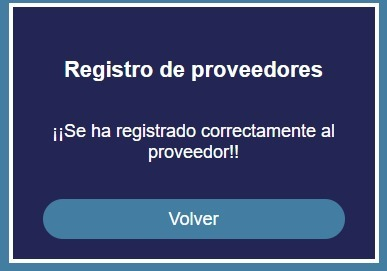 Registro de proveedores
¡¡Se ha registrado correctamente al
proveedor!!
Volver